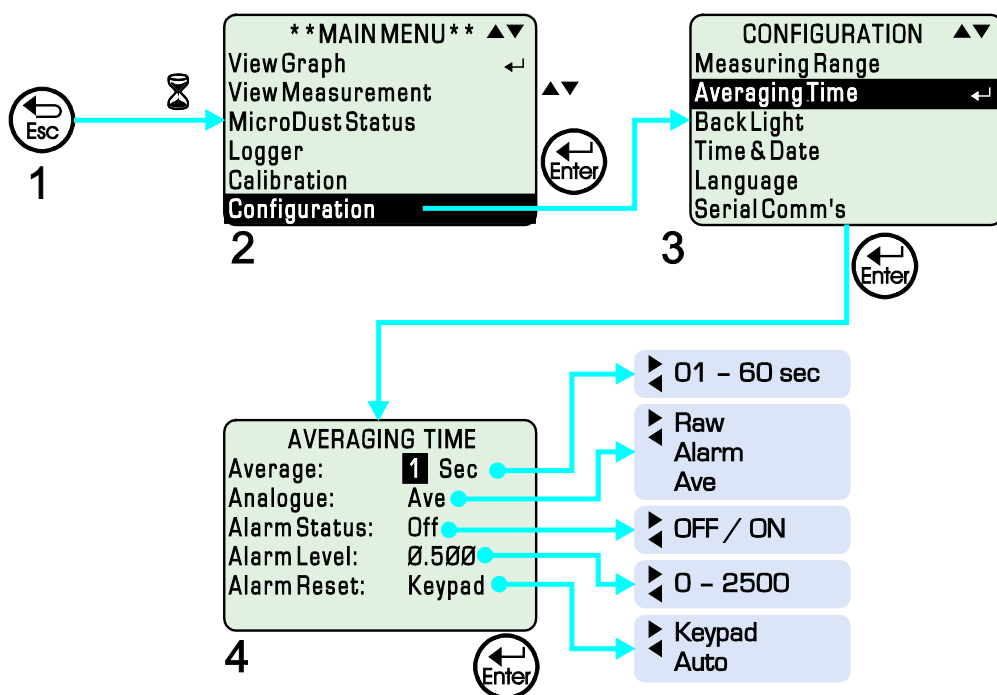 Esc
1
**MAIN MENU** ▲▼
View Graph ↵
View Measurement
MicroDust Status
Logger
Calibration
Configuration
2
▲▼
Enter
CONFIGURATION ▲▼
Measuring Range
Averaging Time ↵
Back Light
Time & Date
Language
Serial Comm's
3
Enter
AVERAGING TIME
Average: 1 Sec
Analogue: Ave
Alarm Status: Off
Alarm Level: Ø.5ØØ
Alarm Reset: Keypad
4
Enter
01 – 60 sec
Raw
Alarm
Ave
OFF / ON
0 – 2500
Keypad
Auto